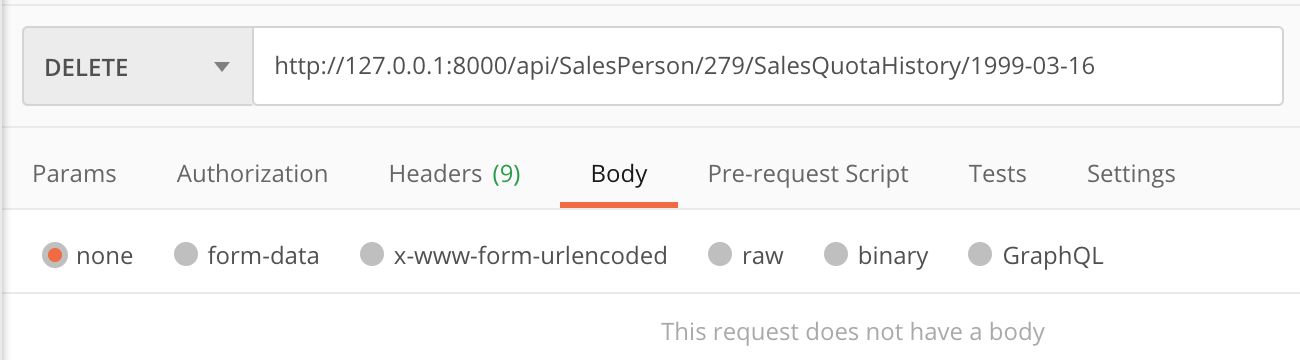 DELETE http://127.0.0.1:8000/api/SalesPerson/279/SalesQuotaHistory/1999-03-16
Params Authorization Headers (9) Body Pre-request Script Tests Settings
none form-data x-www-form-urlencoded raw binary GraphQL
This request does not have a body